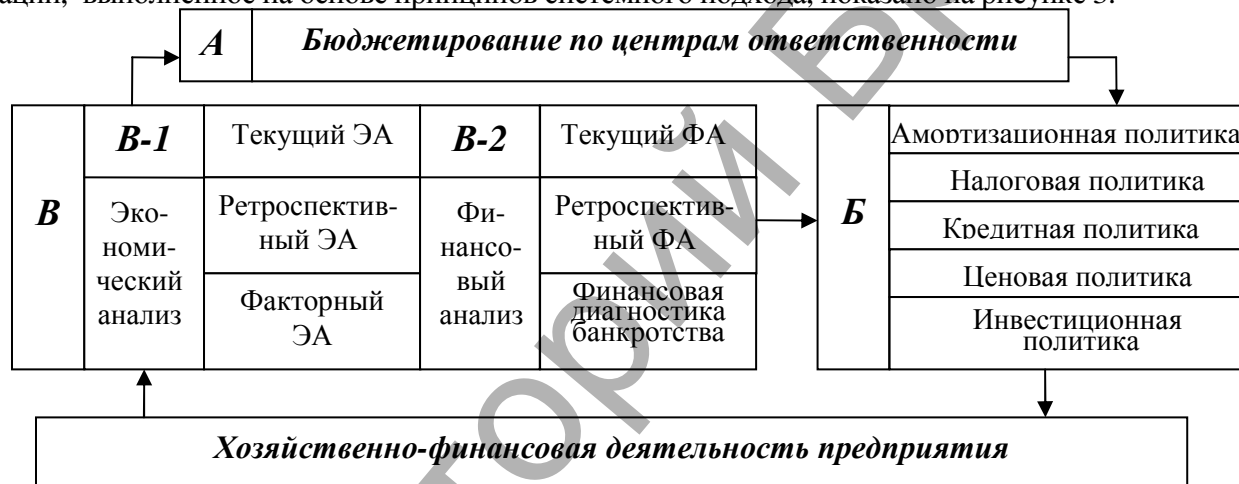 ации, выполненное на основе принципов системного подхода, показано на рисунке 3.
А Бюджетирование по центрам ответственности
В
В-1
Эко-
номи-
ческий
анализ
Текущий ЭА
Ретроспектив-
ный ЭА
Факторный
ЭА
В-2
Фи-
нансо-
вый
анализ
Текущий ФА
Ретроспектив-
ный ФА
Финансовая
диагностика
банкротства
Б
Амортизационная политика
Налоговая политика
Кредитная политика
Ценовая политика
Инвестиционная
политика
Хозяйственно-финансовая деятельность предприятия